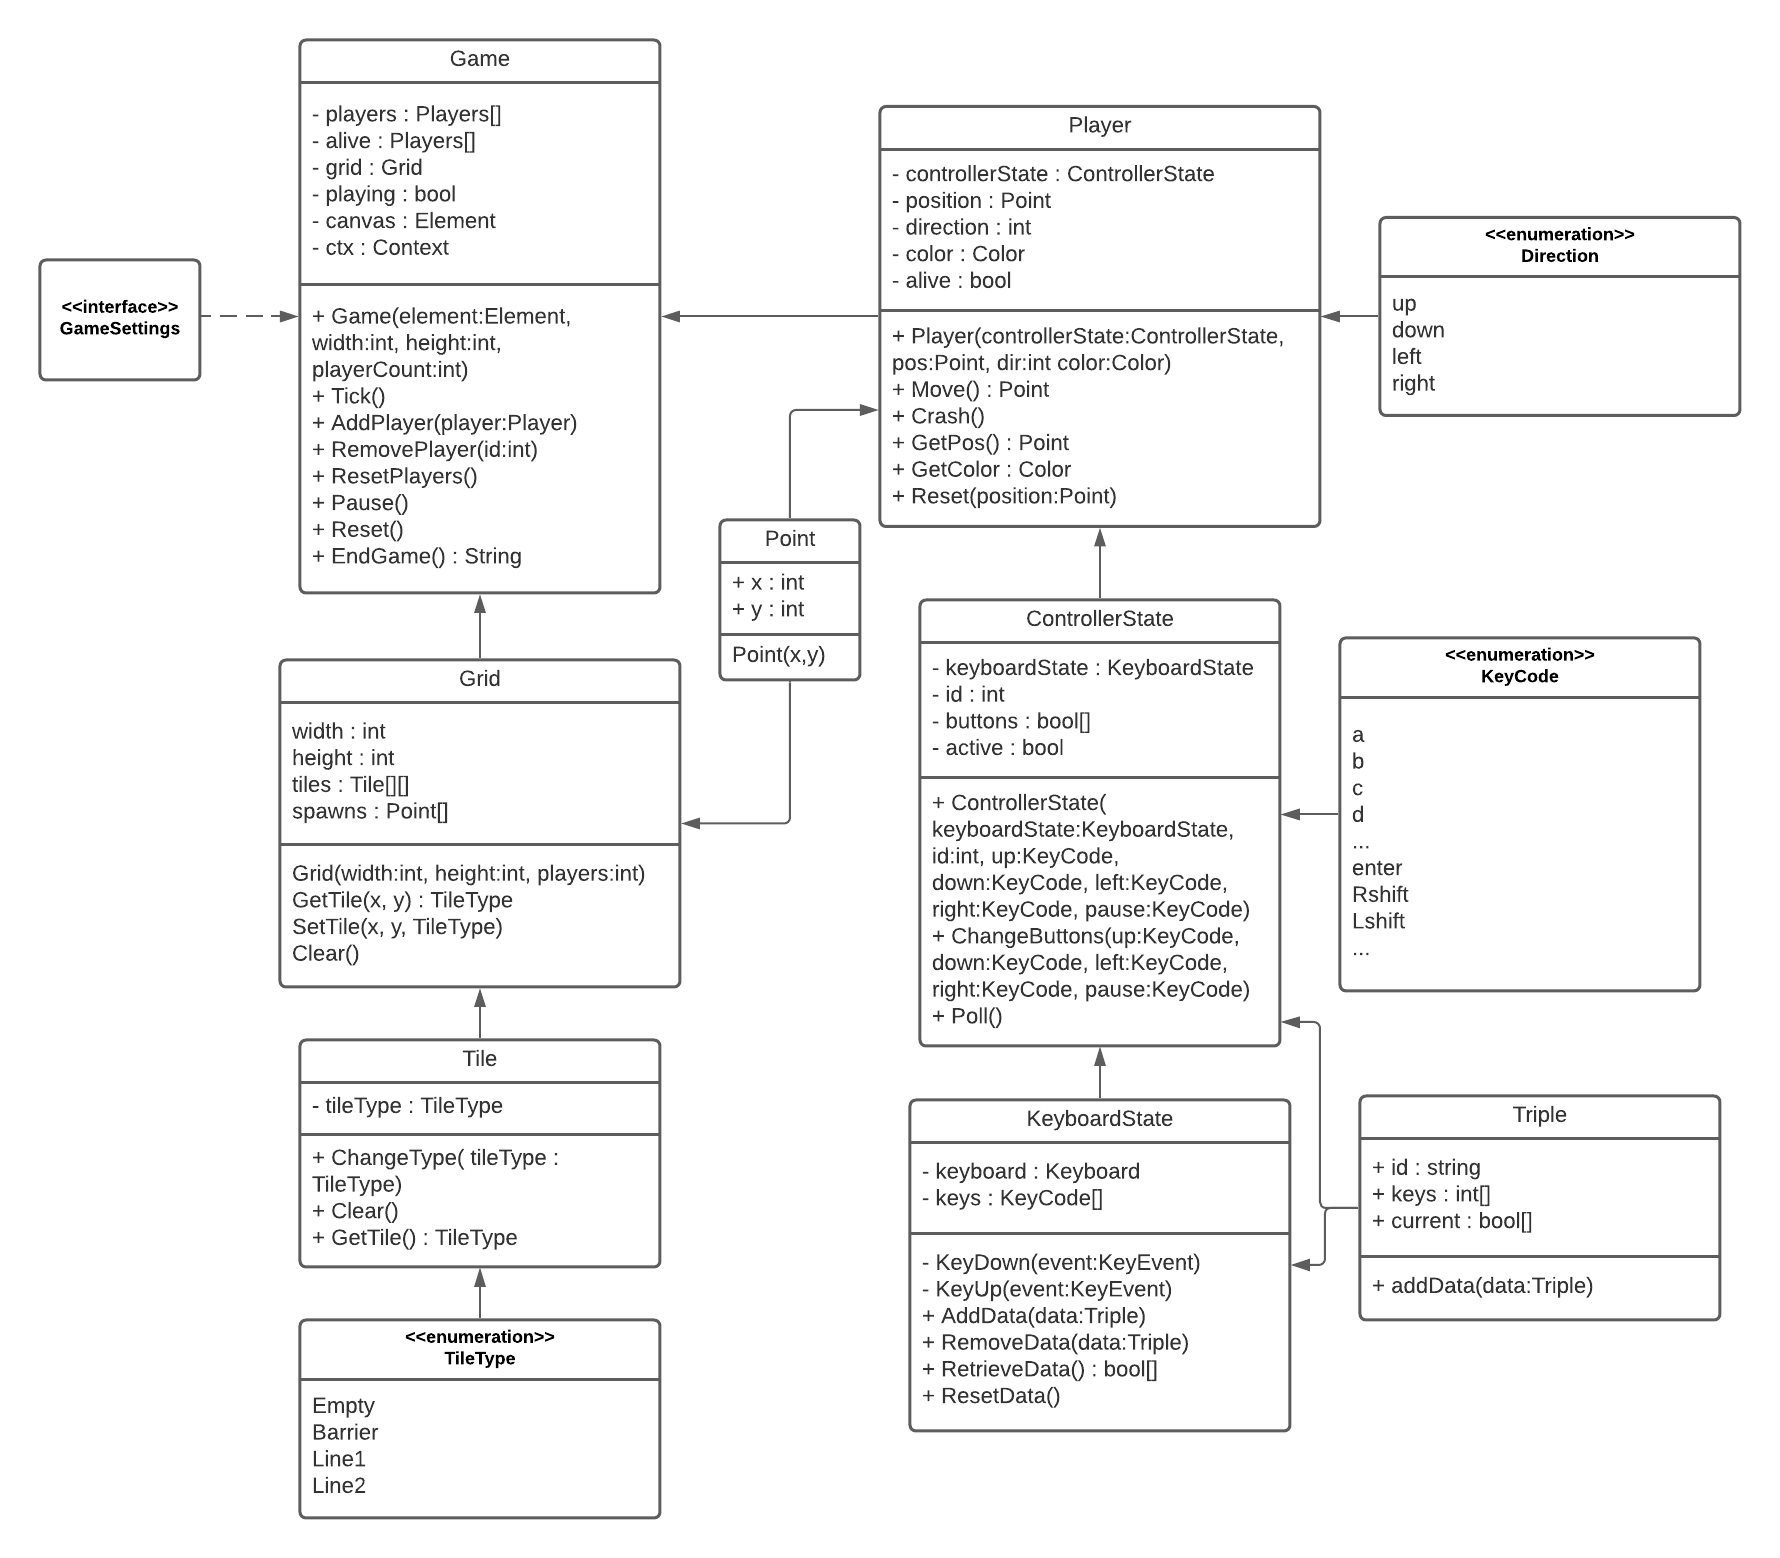 Game
- players : Players[]
- alive : Players[]
- grid : Grid
- playing : bool
- canvas : Element
- ctx : Context
+ Game(element:Element,
width:int, height:int,
playerCount:int)
+ Tick()
+ AddPlayer(player:Player)
+ RemovePlayer(id:int)
+ ResetPlayers()
+ Pause()
+ Reset()
+ EndGame() : String
<<interface>>
GameSettings
Player
- controllerState : ControllerState
- position : Point
- direction : int
- color : Color
- alive : bool
+ Player(controllerState:ControllerState,
pos:Point, dir:int color:Color)
+ Move() : Point
+ Crash()
+ GetPos() : Point
+ GetColor : Color
+ Reset(position:Point)
<<enumeration>>
Direction
up
down
left
right
Point
+ x : int
+ y : int
Point(x,y)
Grid
width : int
height : int
tiles : Tile[][]
spawns : Point[]
Grid(width:int, height:int, players:int)
GetTile(x, y) : TileType
SetTile(x, y, TileType)
Clear()
ControllerState
- keyboardState : KeyboardState
- id : int
- buttons : bool[]
- active : bool
+ ControllerState(
keyboardState:KeyboardState,
id:int, up:KeyCode,
down:KeyCode, left:KeyCode,
right:KeyCode, pause:KeyCode)
+ ChangeButtons(up:KeyCode,
down:KeyCode, left:KeyCode,
right:KeyCode, pause:KeyCode)
+ Poll()
<<enumeration>>
KeyCode
a
b
c
d
...
enter
Rshift
Lshift
...
Tile
- tileType : TileType
+ ChangeType( tileType :
TileType)
+ Clear()
+ GetTile() : TileType
KeyboardState
- keyboard : Keyboard
- keys : KeyCode[]
- KeyDown(event:KeyEvent)
- KeyUp(event:KeyEvent)
+ AddData(data:Triple)
+ RemoveData(data:Triple)
+ RetrieveData() : bool[]
+ ResetData()
Triple
+ id : string
+ keys : int[]
+ current : bool[]
+ addData(data:Triple)
<<enumeration>>
TileType
Empty
Barrier
Line1
Line2